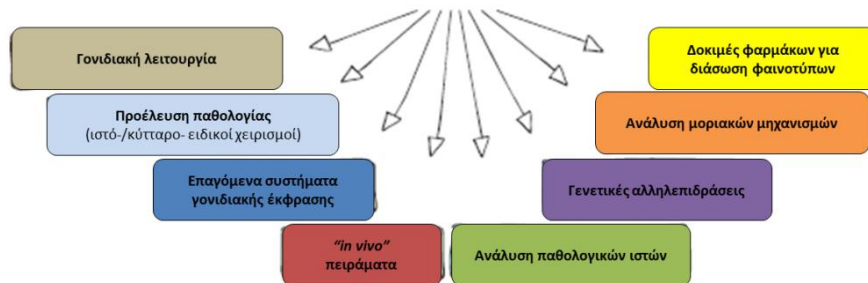 Γονιδιακή λειτουργία
Προέλευση παθολογίας
(ιστό-/κύτταρο- ειδικοί χειρισμοί)
Επαγόμενα συστήματα
γονιδιακής έκφρασης
“in vivo”
πειράματα
Δοκιμές φαρμάκων για
διάσωση φαινοτύπων
Ανάλυση μοριακών μηχανισμών
Γενετικές αλληλεπιδράσεις
Ανάλυση παθολογικών ιστών